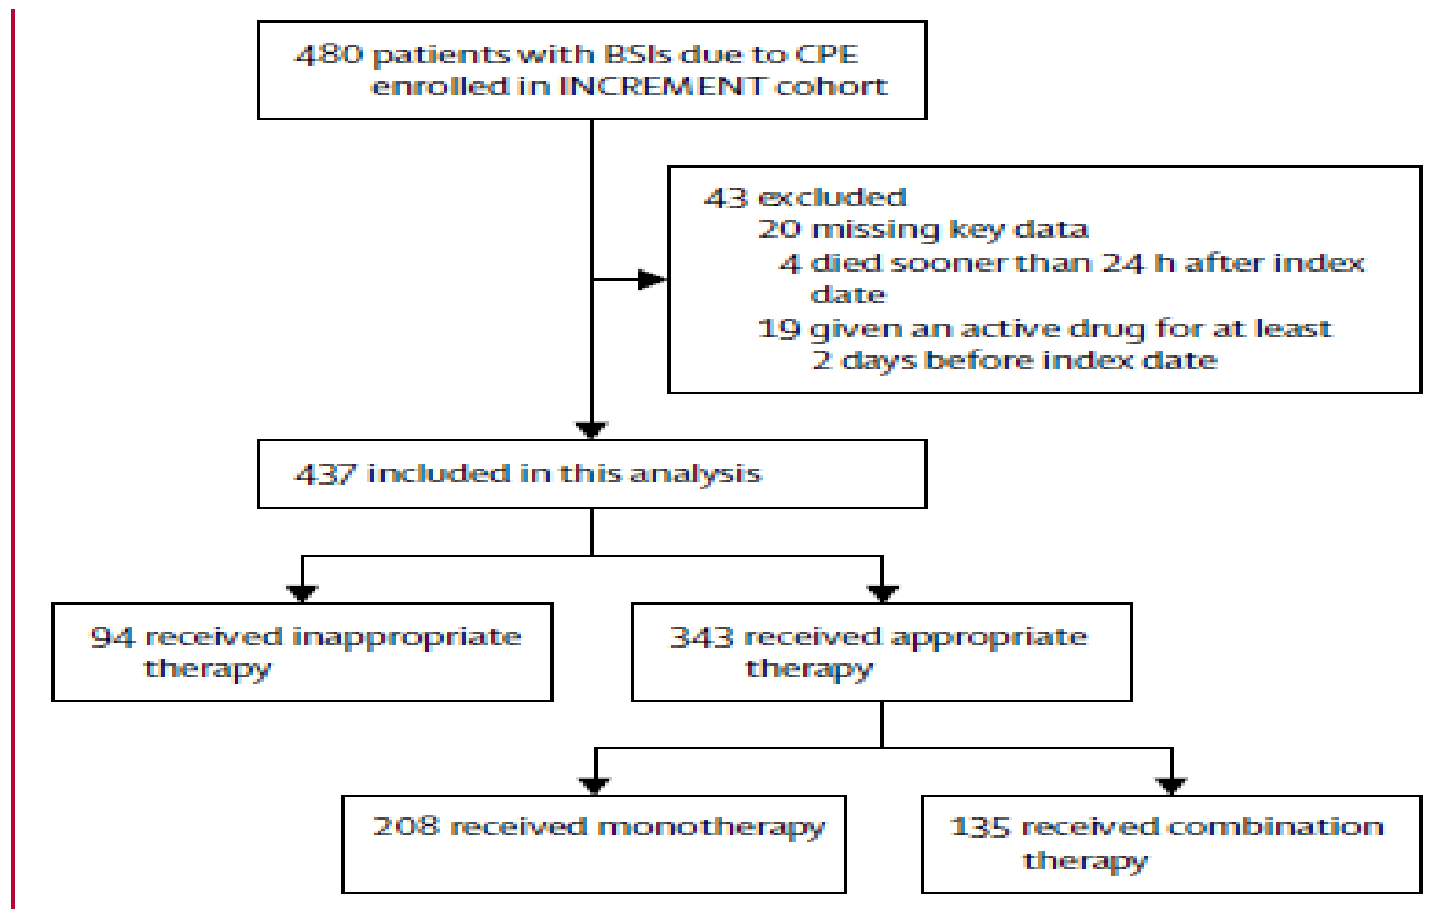 480 patients with BSIs due to CPE
enrolled in INCREMENT cohort
43 excluded
20 missing key data
4 died sooner than 24 h after index
date
19 given an active drug for at least
2 days before index date
437 included in this analysis
94 received inappropriate
therapy
343 received appropriate
therapy
208 received monotherapy
135 received combination
therapy